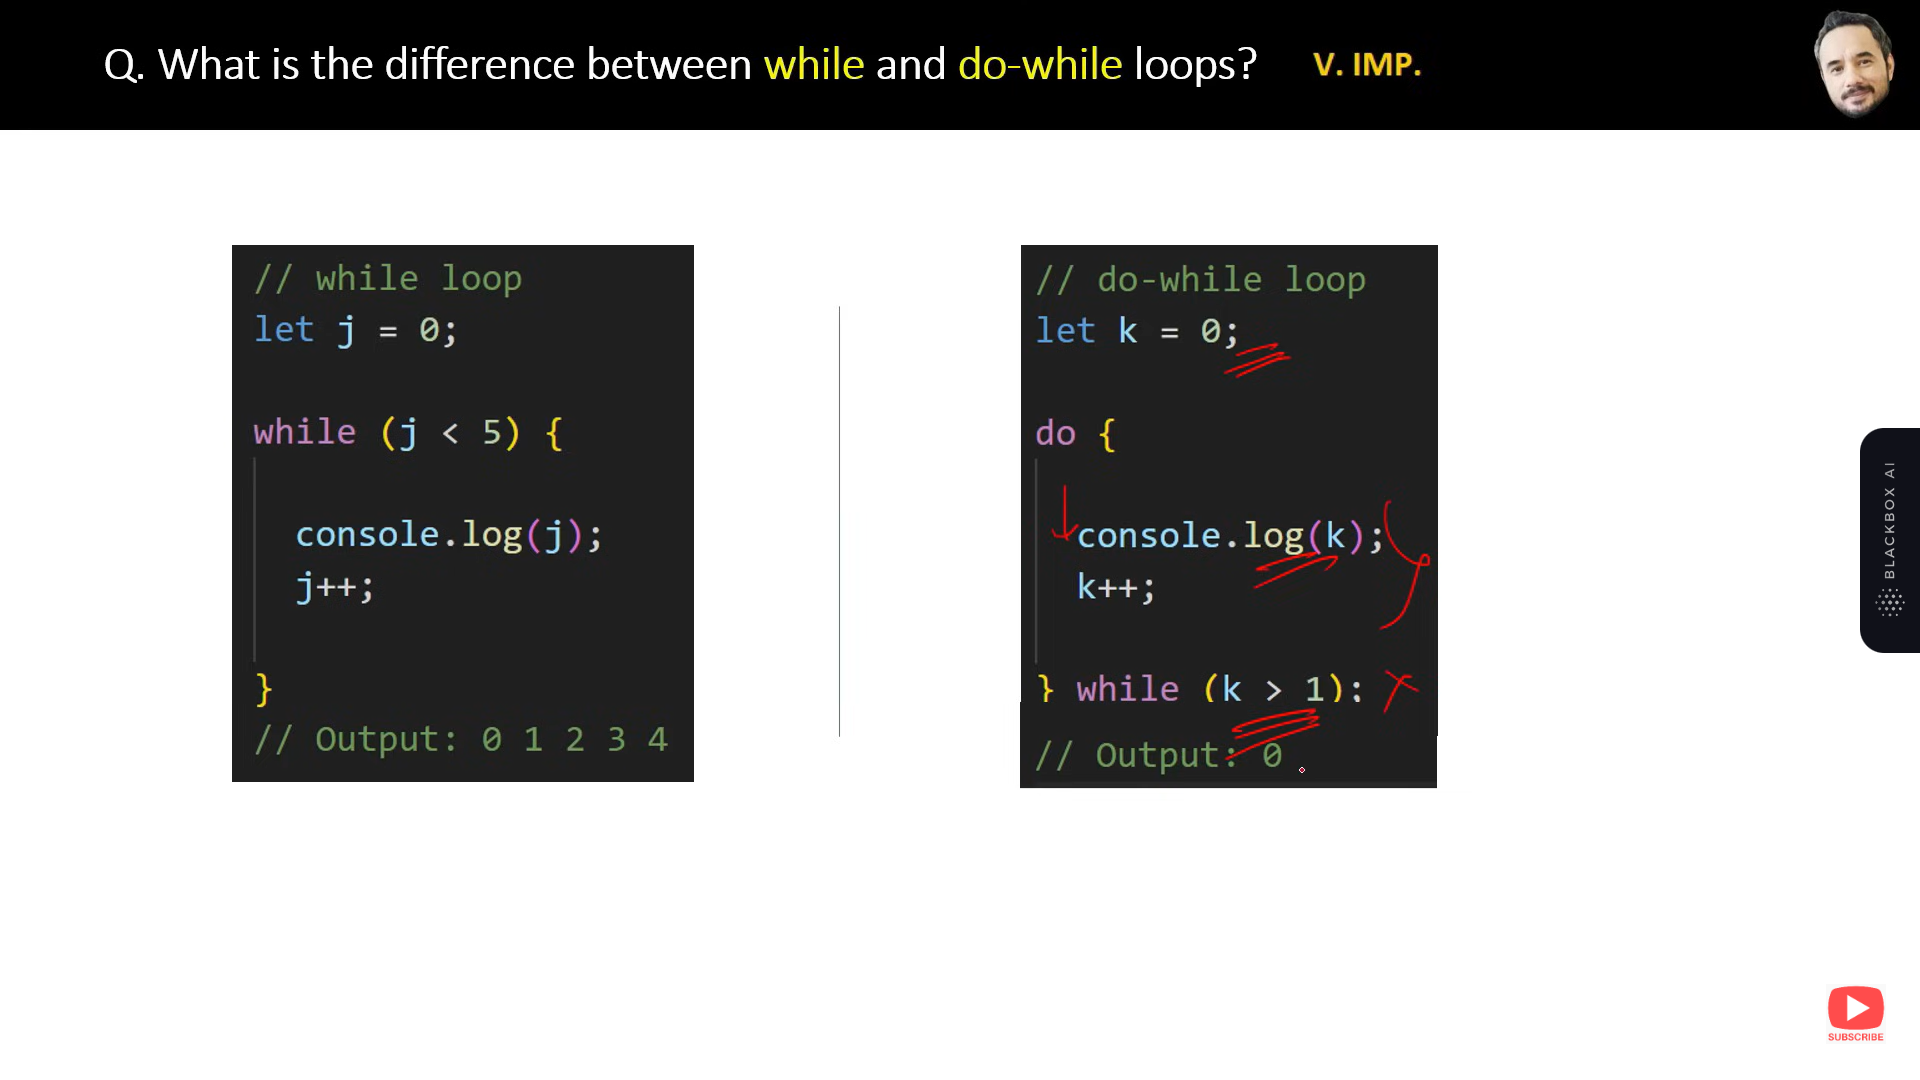 Q. What is the difference between while and do-while loops? V. IMP.
// while loop
let j = 0;
while (j < 5) {
console.log(j);
j++;
}
// Output: 0 1 2 3 4
// do-while loop
let k = 0;
do {
console.log(k);
k++;
} while (k > 1);
// Output: 0
BLACKBOX AI
SUBSCRIBE